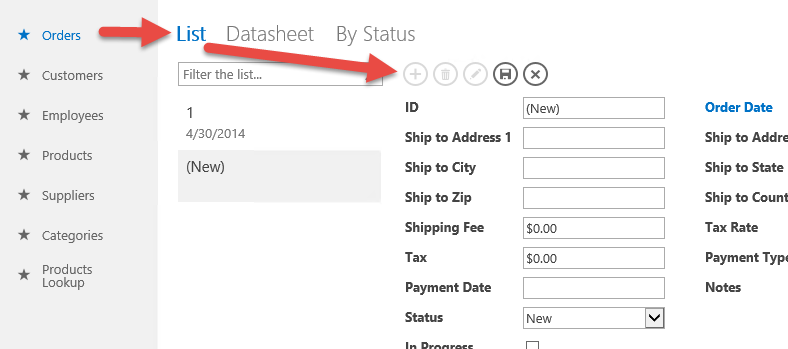 Orders
Customers
Employees
Products
Suppliers
Categories
Products
Lookup
List Datasheet By Status
Filter the list...
1
4/30/2014
(New)
ID (New) Order Date
Ship to Address 1 Ship to Addre
Ship to City Ship to State
Ship to Zip Ship to Count
Shipping Fee $0.00 Tax Rate
Tax $0.00 Payment Type
Payment Date Notes
Status New
In Progress